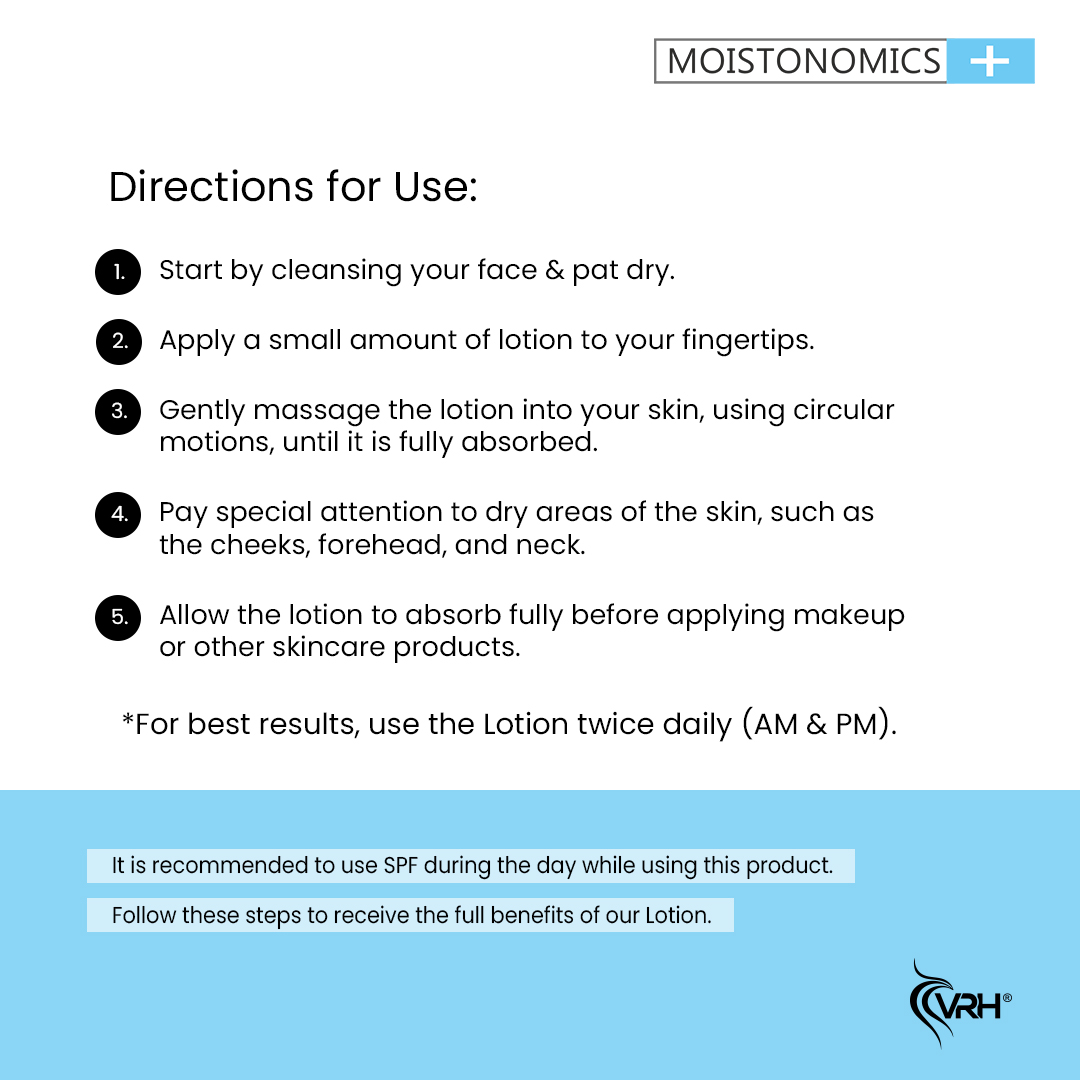 MOISTONOMICS +
Directions for Use:
1. Start by cleansing your face & pat dry.
2. Apply a small amount of lotion to your fingertips.
3. Gently massage the lotion into your skin, using circular
motions, until it is fully absorbed.
4. Pay special attention to dry areas of the skin, such as
the cheeks, forehead, and neck.
5. Allow the lotion to absorb fully before applying makeup
or other skincare products.
*For best results, use the Lotion twice daily (AM & PM).
It is recommended to use SPF during the day while using this product.
Follow these steps to receive the full benefits of our Lotion.
VRH®